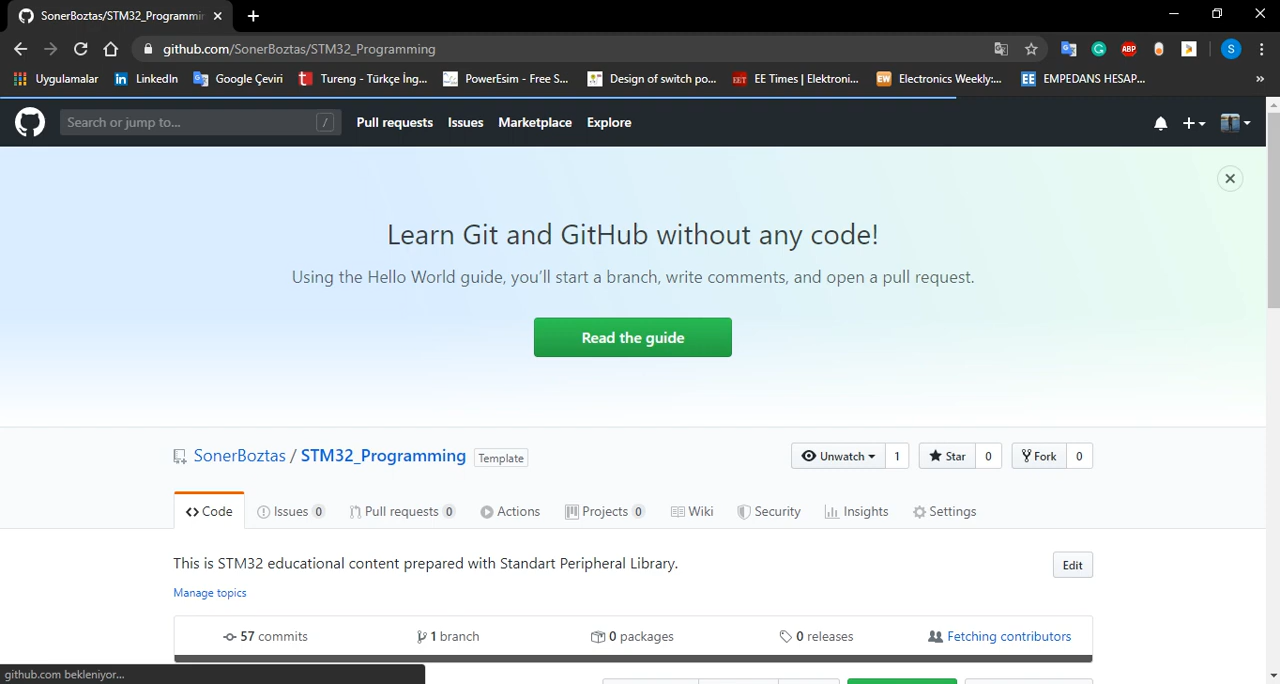 SonerBoztas/STM32_Programmin
github.com/SonerBoztas/STM32_Programming
ABP
S
Uygulamalar LinkedIn Google Çeviri Tureng - Türkçe İng... PowerEsim - Free S... Design of switch po... EET EE Times | Elektroni... EW Electronics Weekly:... EE EMPEDANS HESAP... »
Search or jump to... / Pull requests Issues Marketplace Explore
Learn Git and GitHub without any code!
Using the Hello World guide, you’ll start a branch, write comments, and open a pull request.
Read the guide
SonerBoztas / STM32_Programming Template Unwatch 1 Star 0 Fork 0
Code Issues 0 Pull requests 0 Actions Projects 0 Wiki Security Insights Settings
This is STM32 educational content prepared with Standart Peripheral Library. Edit
Manage topics
57 commits 1 branch 0 packages 0 releases Fetching contributors
github.com bekleniyor...